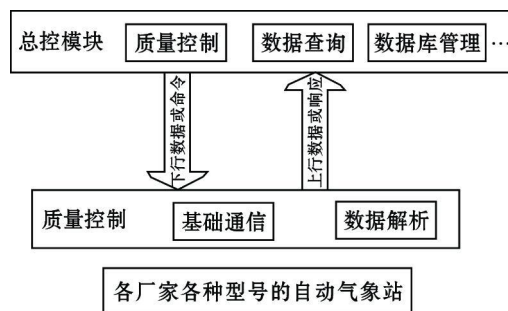 总控模块 质量控制 数据查询 数据库管理 …
下行数据或命令
上行数据或响应
质量控制 基础通信 数据解析
各厂家各种型号的自动气象站